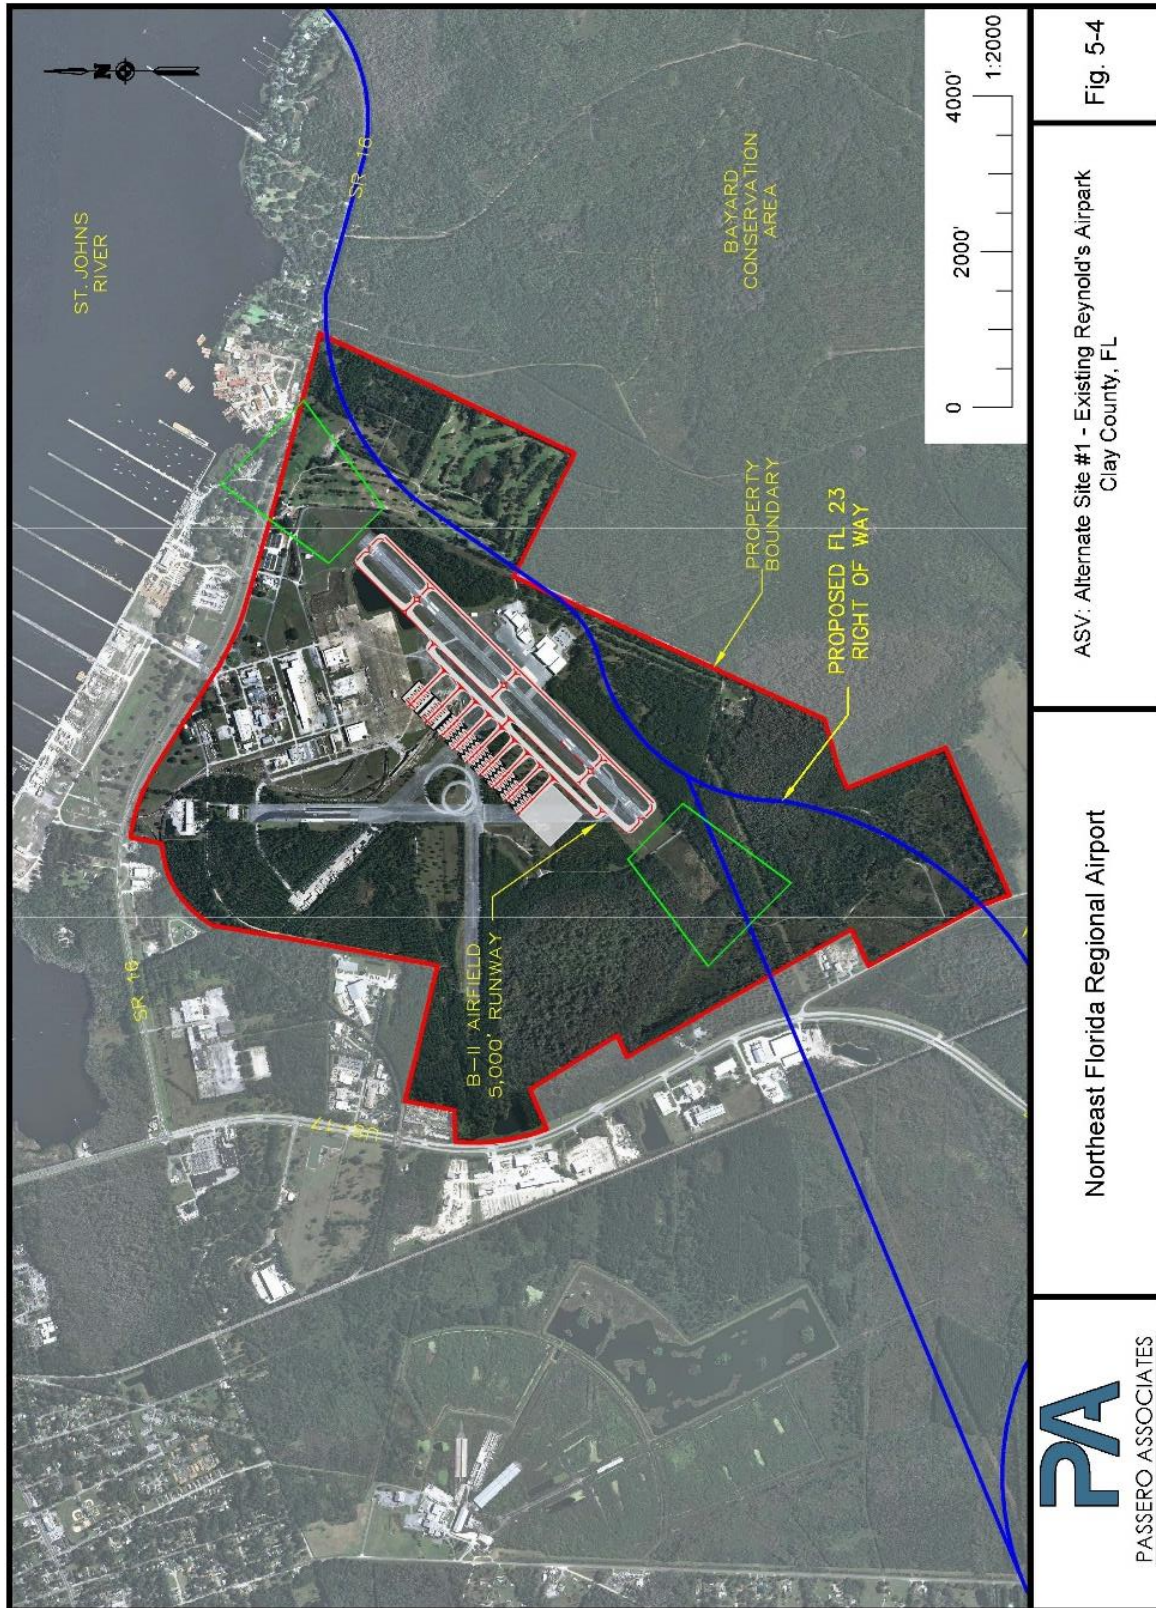 N
ST. JOHNS
RIVER
SR 16
BAYARD
CONSERVATION
AREA
SR 16
PROPERTY
BOUNDARY
PROPOSED FL 23
RIGHT OF WAY
B-II AIRFIELD
5,000' RUNWAY
0
2000'
4000'
1:2000
PA
PASSERO ASSOCIATES
Northeast Florida Regional Airport
ASV: Alternate Site #1 - Existing Reynold's Airpark
Clay County, FL
Fig. 5-4